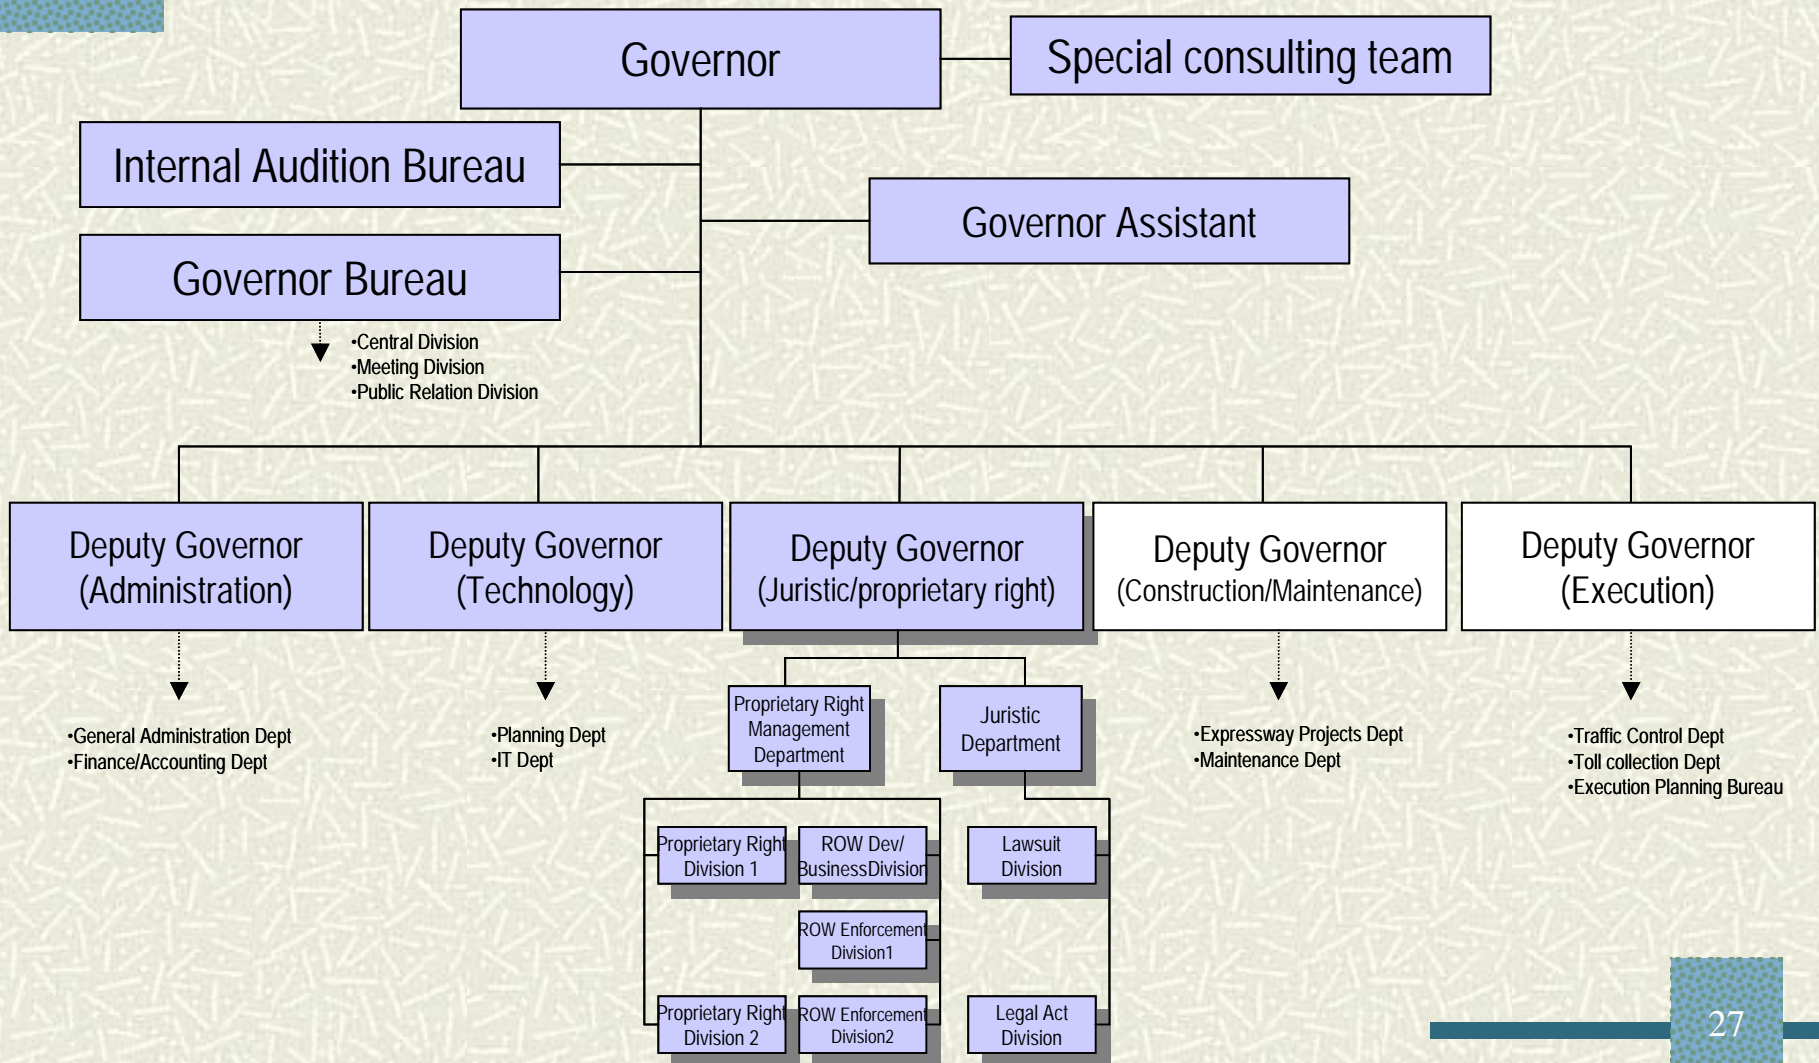 Governor
Special consulting team
Internal Audition Bureau
Governor Assistant
Governor Bureau
•Central Division
•Meeting Division
•Public Relation Division
Deputy Governor
(Administration)
Deputy Governor
(Technology)
Deputy Governor
(Juristic/proprietary right)
Deputy Governor
(Construction/Maintenance)
Deputy Governor
(Execution)
•General Administration Dept
•Finance/Accounting Dept
•Planning Dept
•IT Dept
Proprietary Right
Management
Department
Juristic
Department
•Expressway Projects Dept
•Maintenance Dept
•Traffic Control Dept
•Toll collection Dept
•Execution Planning Bureau
Proprietary Right
Division 1
ROW Dev/
BusinessDivision
Lawsuit
Division
ROW Enforcement
Division1
Proprietary Right
Division 2
ROW Enforcement
Division2
Legal Act
Division
27